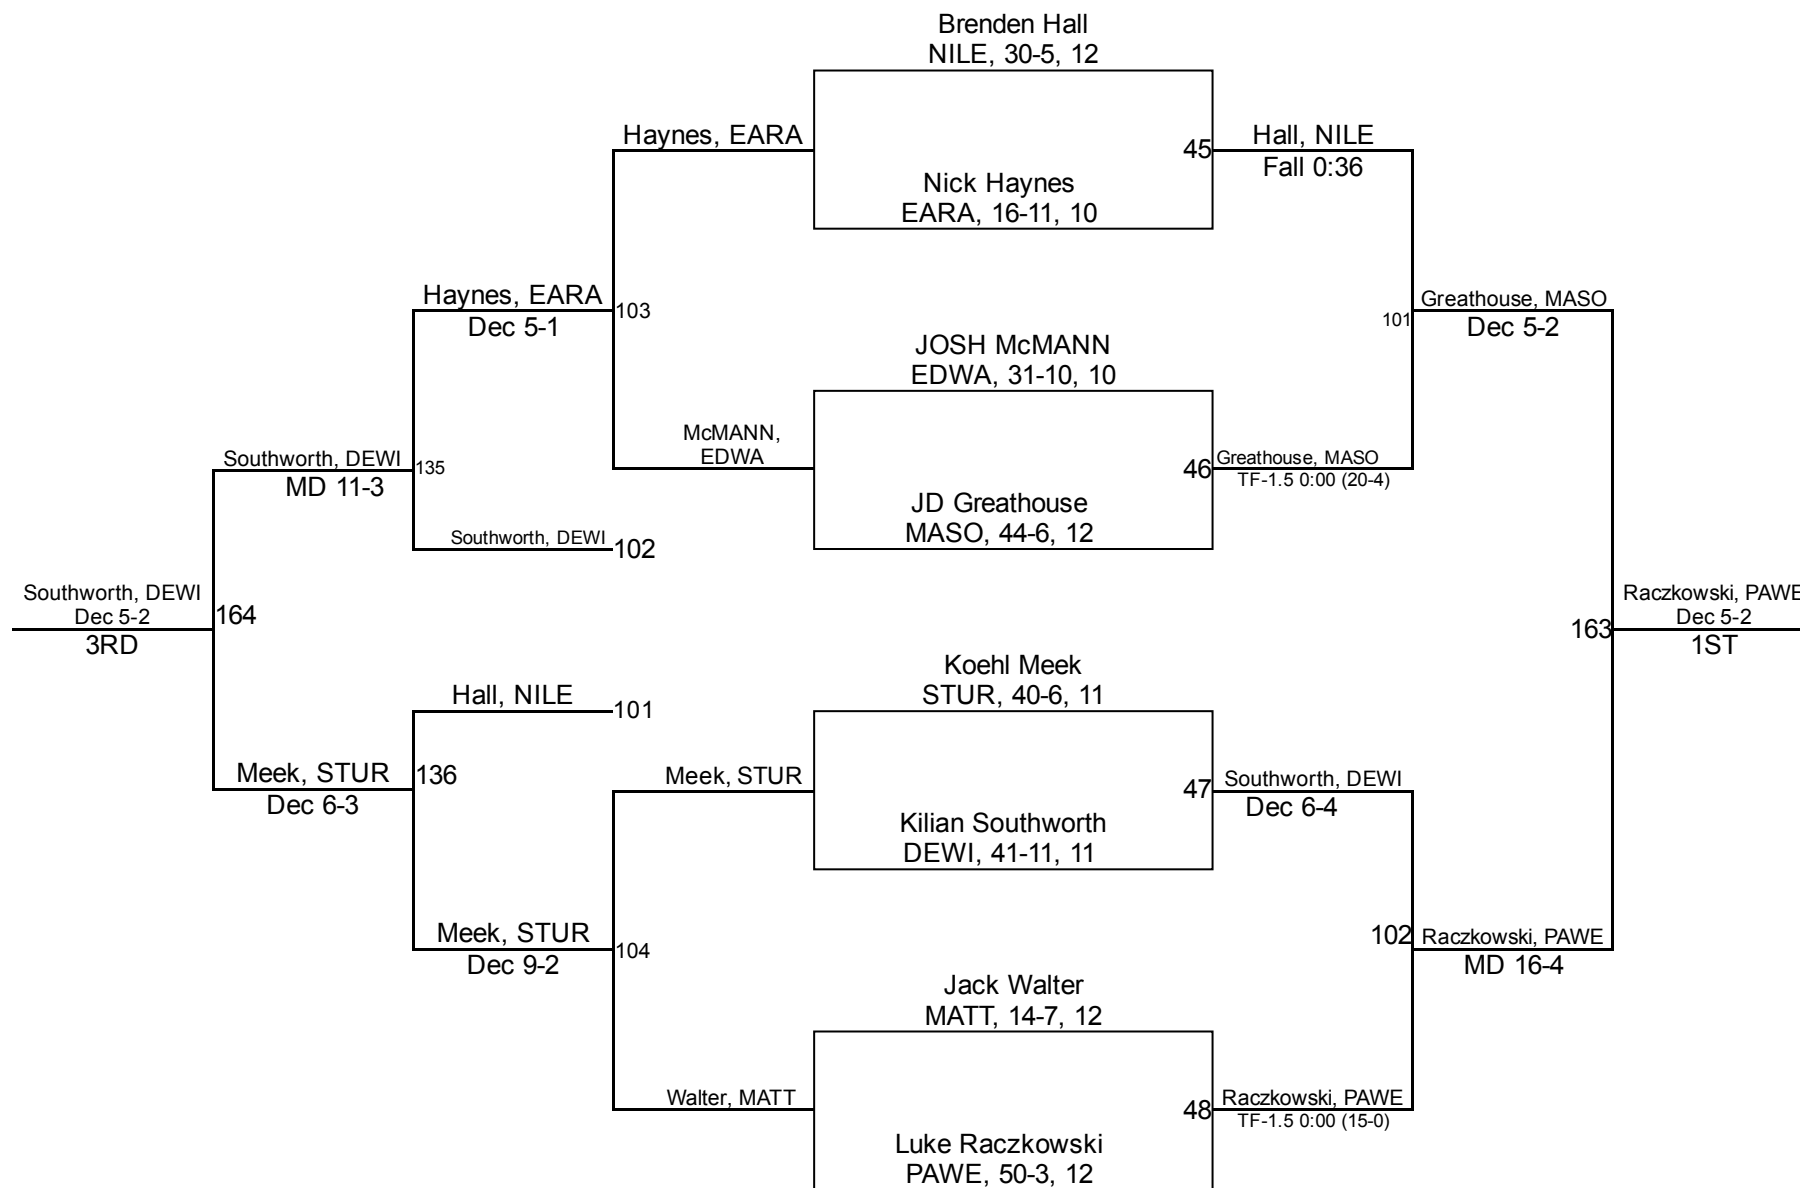 Brenden Hall
NILE, 30-5, 12
Haynes, EARA
45
Hall, NILE
Fall 0:36
Nick Haynes
EARA, 16-11, 10
Haynes, EARA
Dec 5-1
103
101
Greathouse, MASO
Dec 5-2
JOSH McMANN
EDWA, 31-10, 10
McMANN,
EDWA
Southworth, DEWI
MD 11-3
135
46
Greathouse, MASO
TF-1.5 0:00 (20-4)
JD Greathouse
MASO, 44-6, 12
Southworth, DEWI
102
Southworth, DEWI
Dec 5-2
3RD
164
163
Raczkowski, PAWE
Dec 5-2
1ST
Koehl Meek
STUR, 40-6, 11
Hall, NILE
101
Meek, STUR
Dec 6-3
136
Meek, STUR
47
Southworth, DEWI
Dec 6-4
Kilian Southworth
DEWI, 41-11, 11
Meek, STUR
Dec 9-2
104
102
Raczkowski, PAWE
MD 16-4
Jack Walter
MATT, 14-7, 12
Walter, MATT
48
Raczkowski, PAWE
TF-1.5 0:00 (15-0)
Luke Raczkowski
PAWE, 50-3, 12